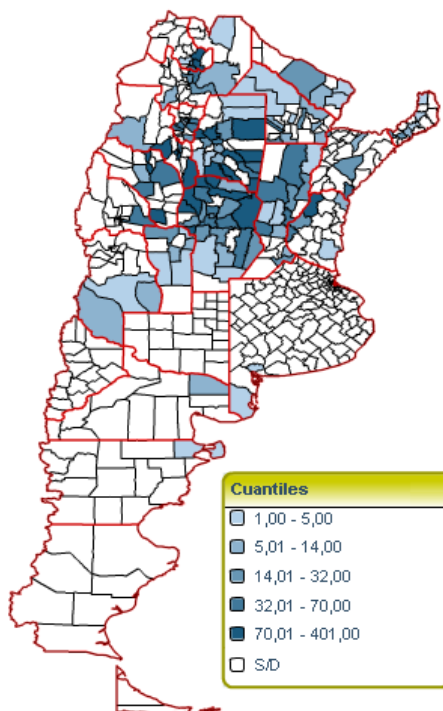 Cuantiles
1,00 - 5,00
5,01 - 14,00
14,01 - 32,00
32,01 - 70,00
70,01 - 401,00
S/D